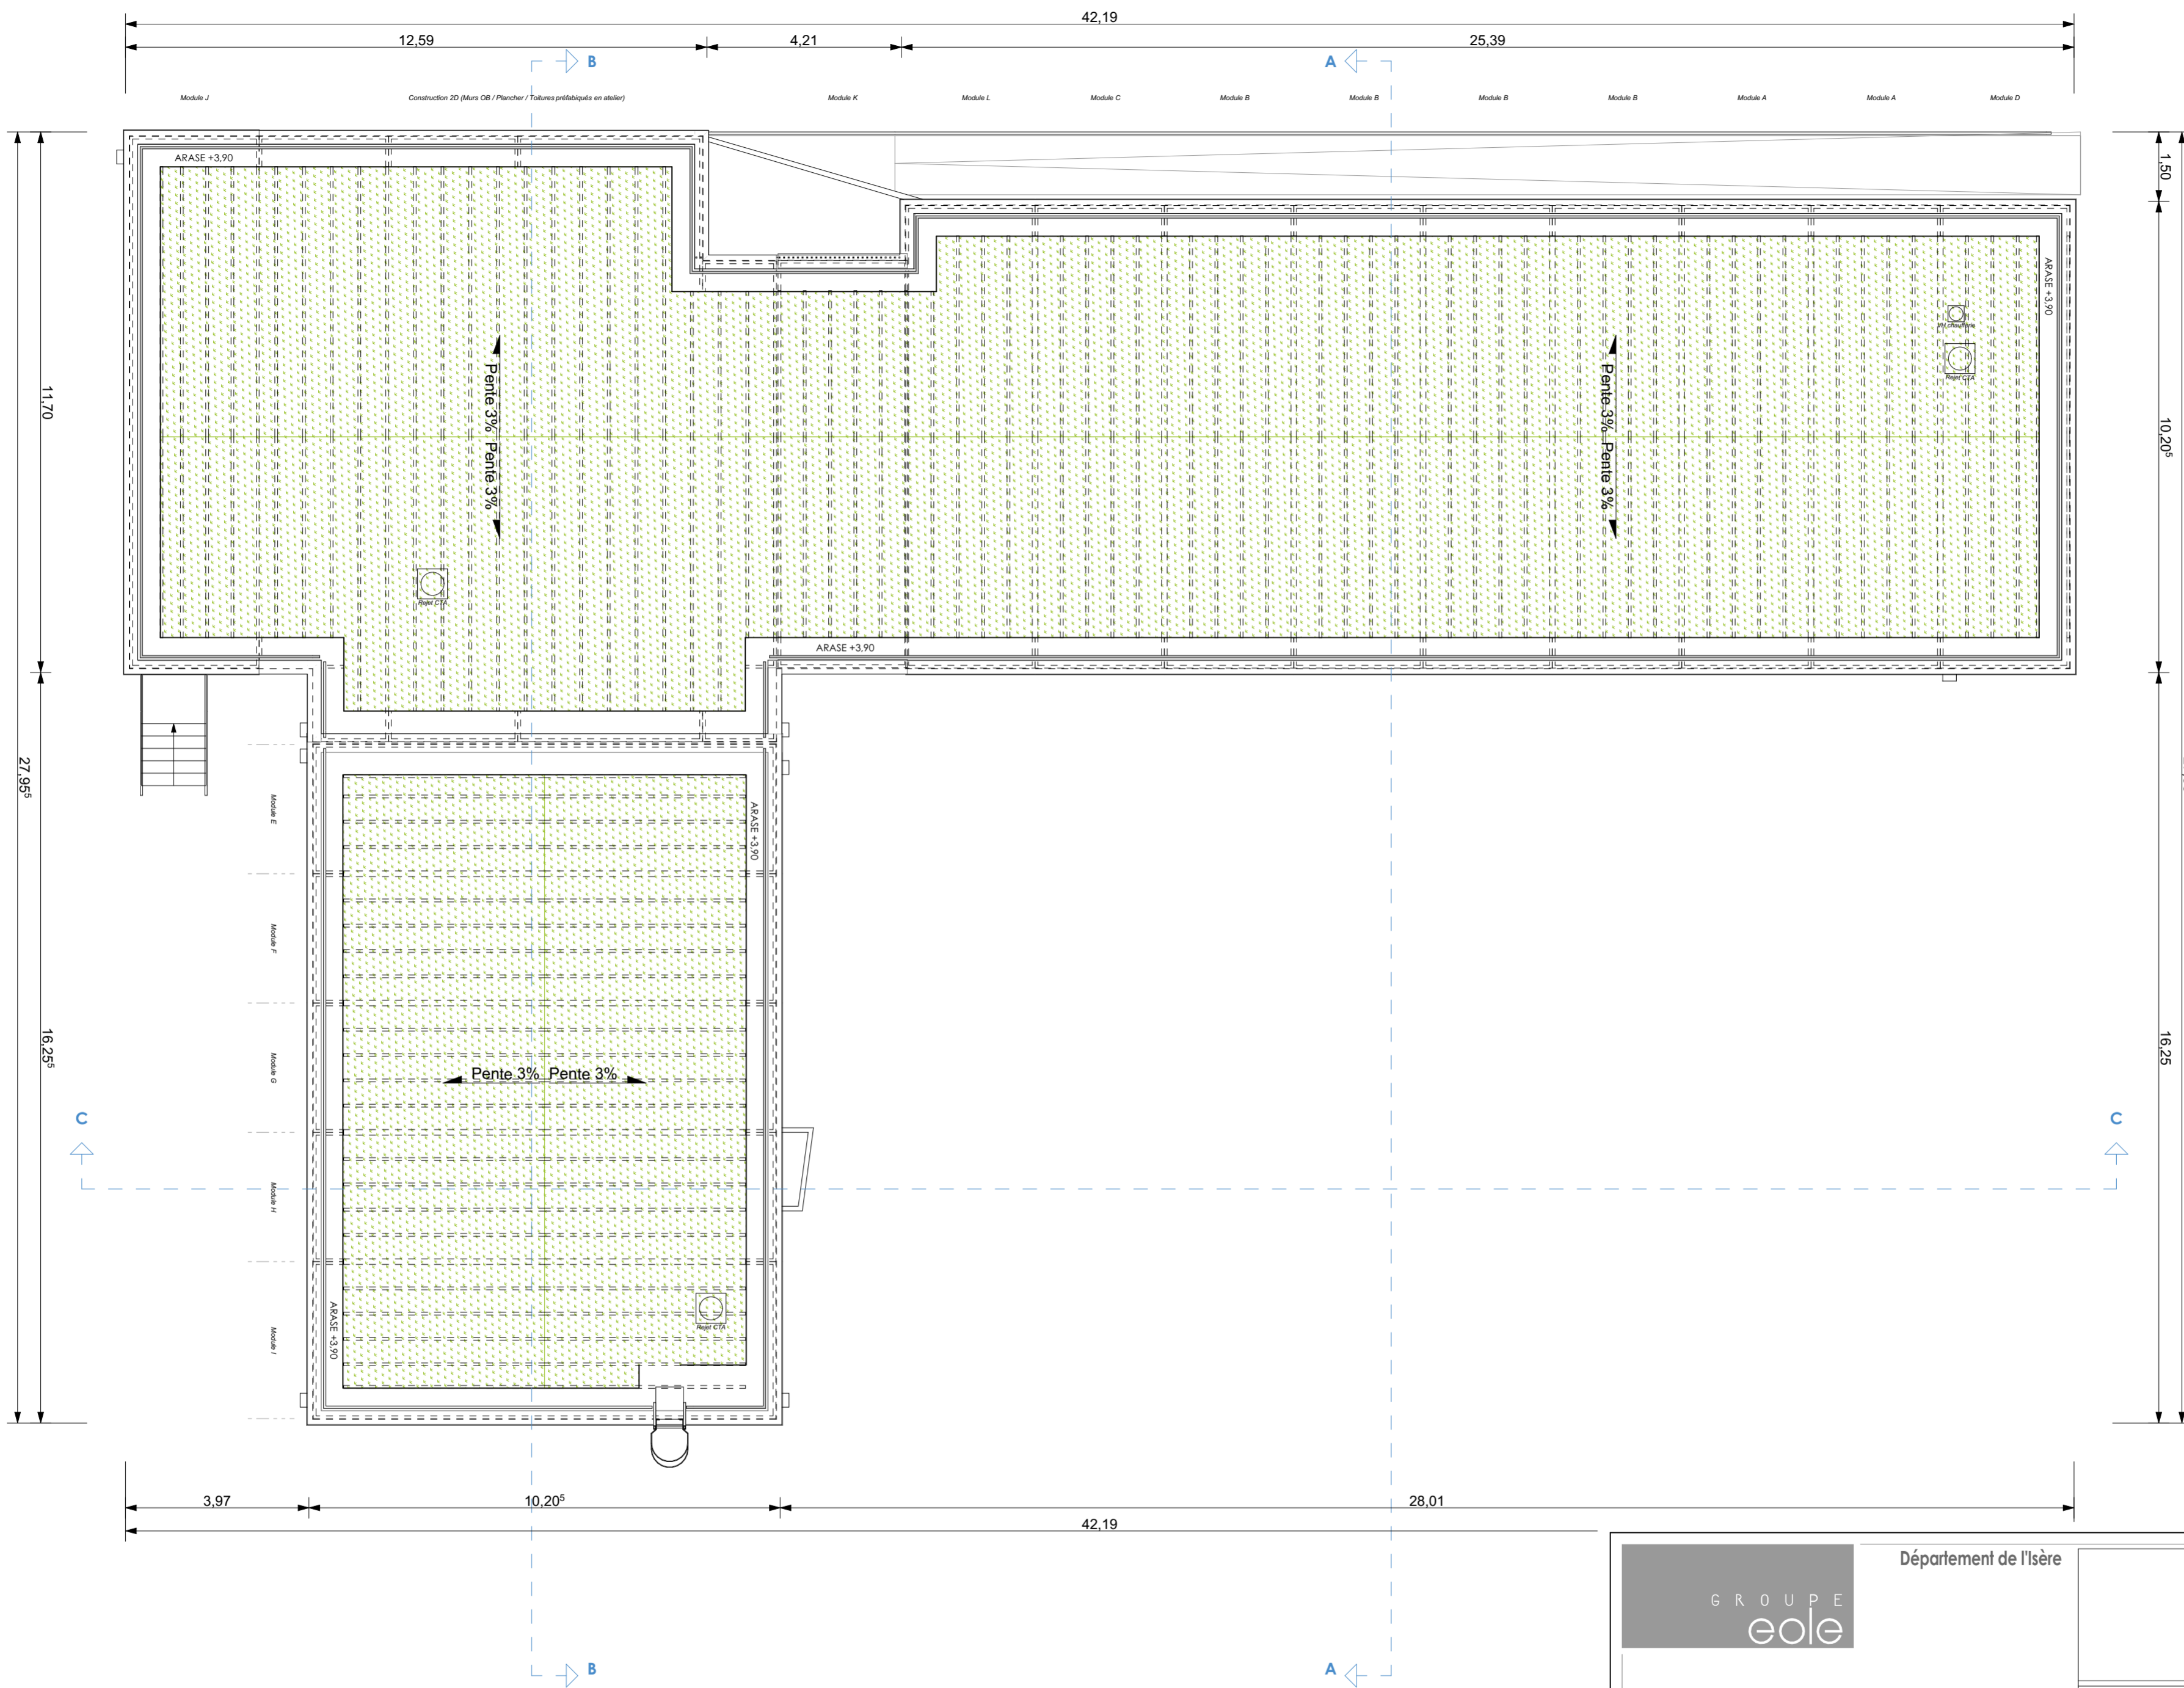 42,19
12,59
4,21
25,39
B
A
Module J
Construction 2D (Murs OB / Plancher / Toitures préfabiqués en atelier)
Module K
Module L
Module C
Module B
Module B
Module B
Module B
Module A
Module A
Module D
ARASE +3,90
1,50
ARASE +3,90
VH chaufferie
Rejet CTA
Pente 3% Pente 3%
Pente 3% Pente 3%
11,70
10,20⁵
Rejet CTA
ARASE +3,90
27,95⁵
Module E
ARASE +3,90
Module F
Module G
16,25⁵
16,25
Pente 3% Pente 3%
C
C
Module H
Module I
ARASE +3,90
Rejet CTA
3,97
10,20⁵
28,01
42,19
B
A
GROUPE
eole
Département de l'Isère